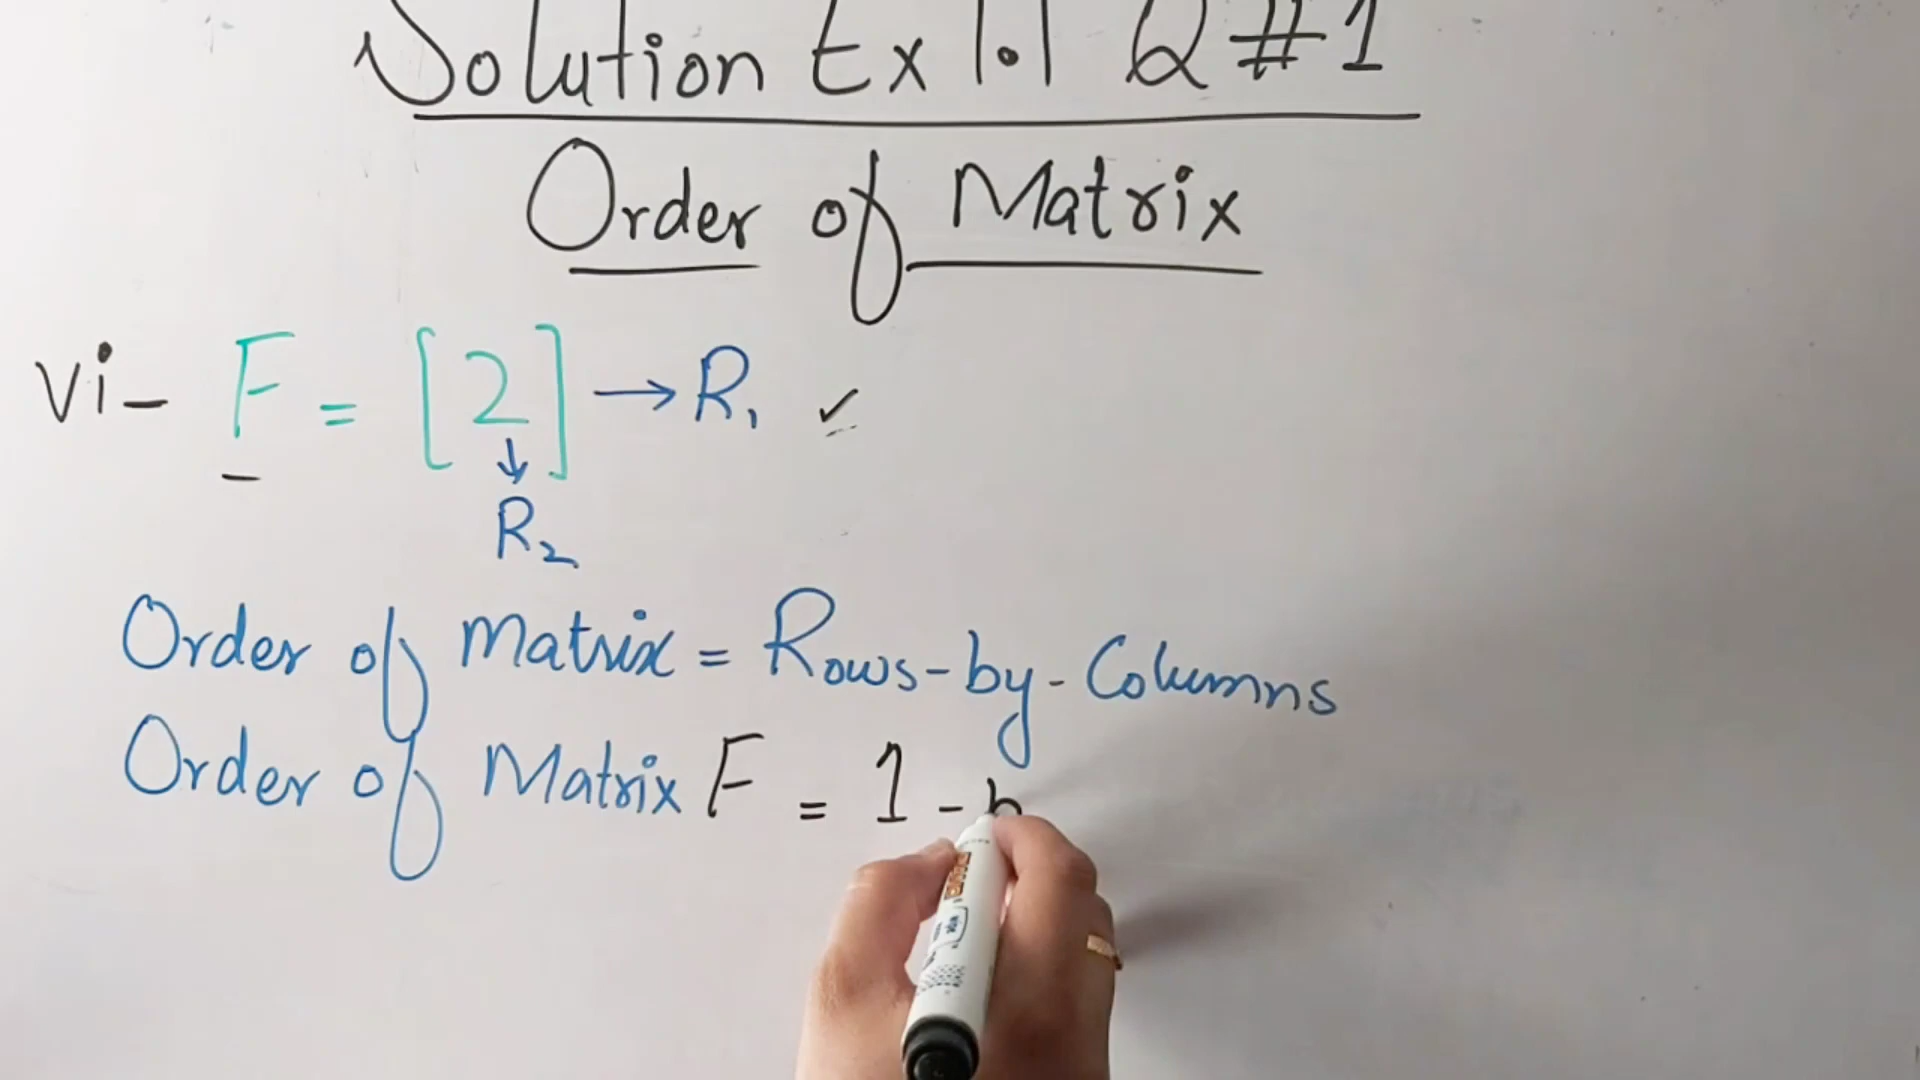 Solution Ex 1.1 Q #1
Order of Matrix
vi- F = [2] → R₁ ✓
↓
R₂
Order of Matrix = Rows-by-Columns
Order of Matrix F = 1 - b